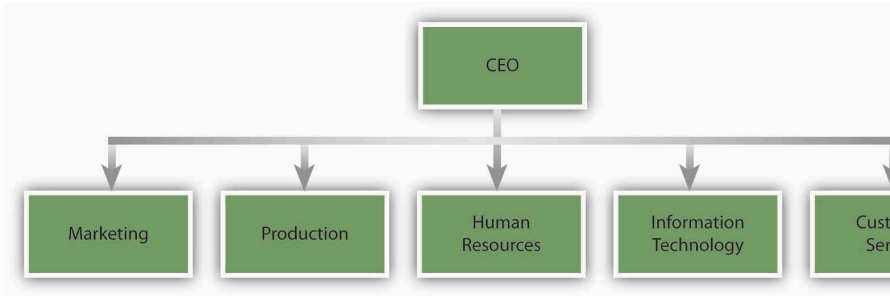 CEO
Marketing
Production
Human
Resources
Information
Technology